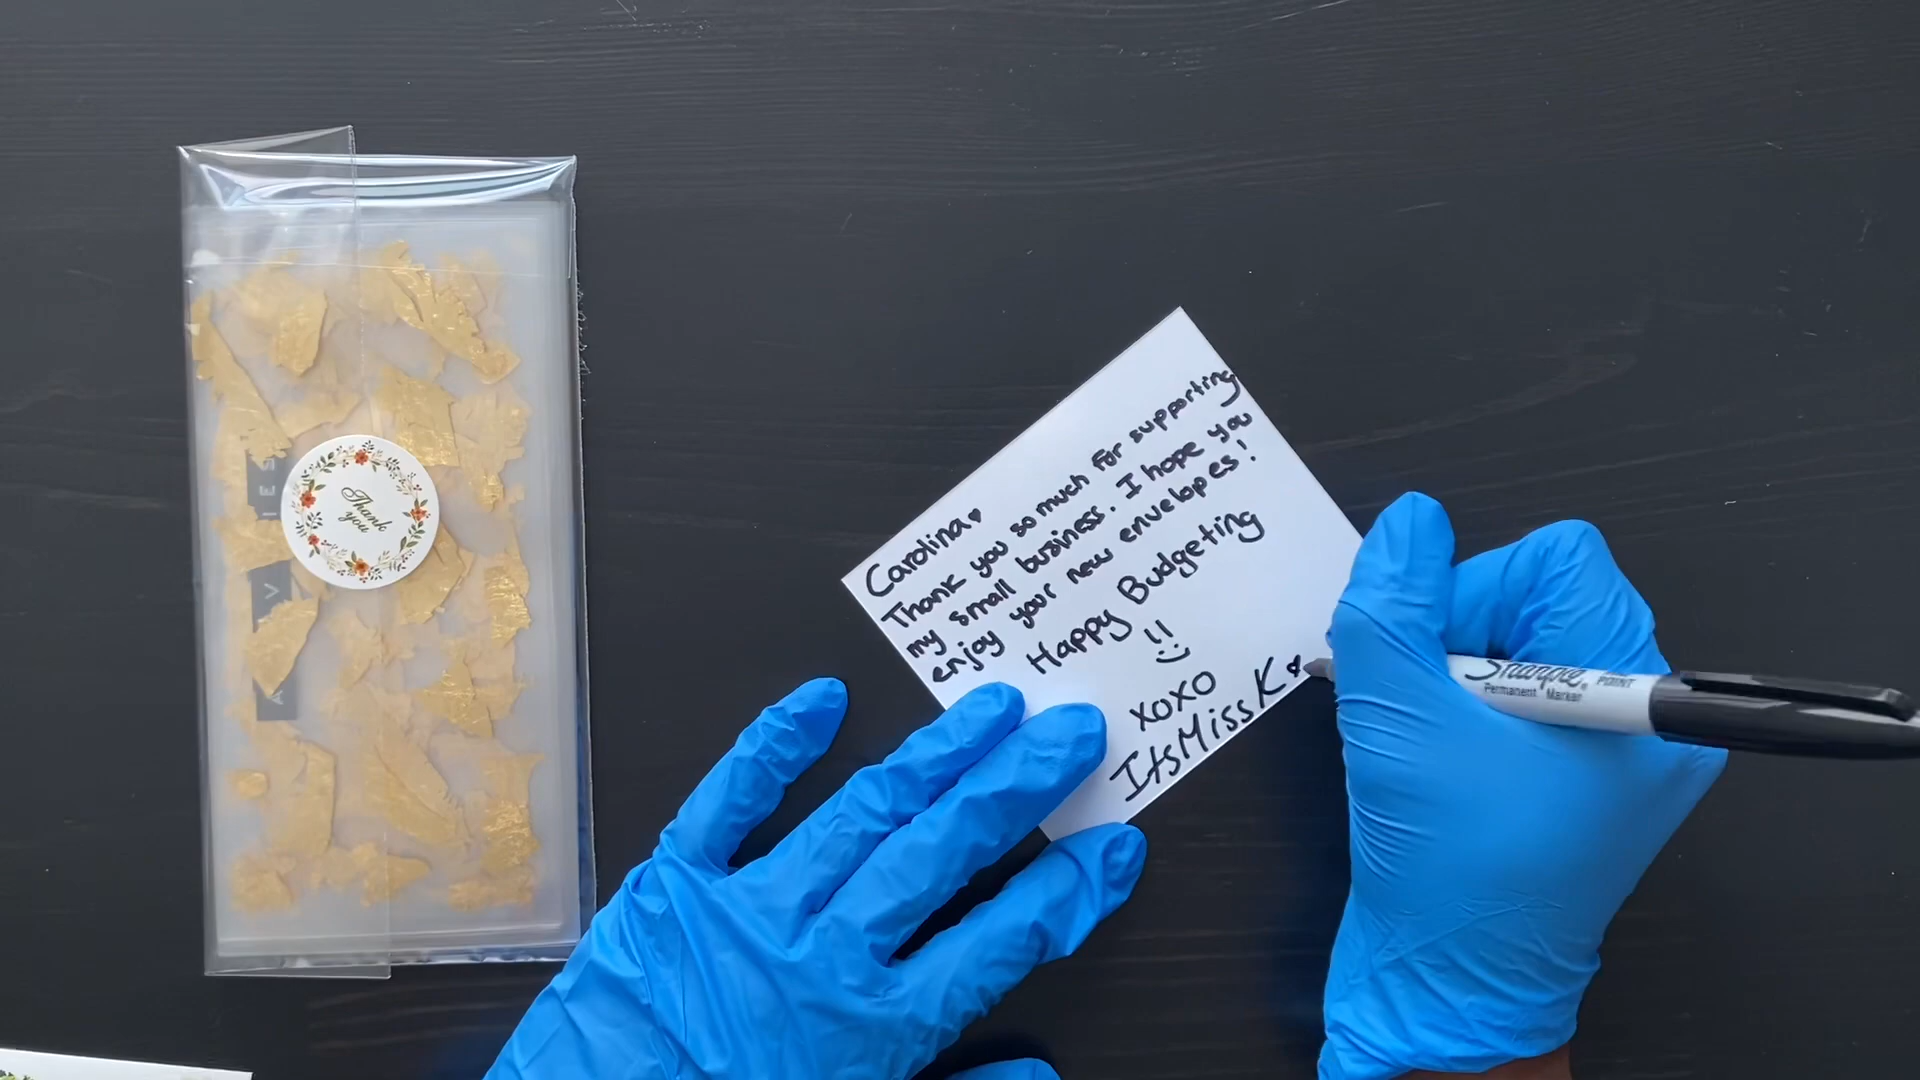 Thank
you
Carolina♥
Thank you so much for supporting
my small business. I hope you
enjoy your new envelopes!
Happy Budgeting
!!
XOXO
ItsMissK♥
Sharpie
POINT
Permanent Marker